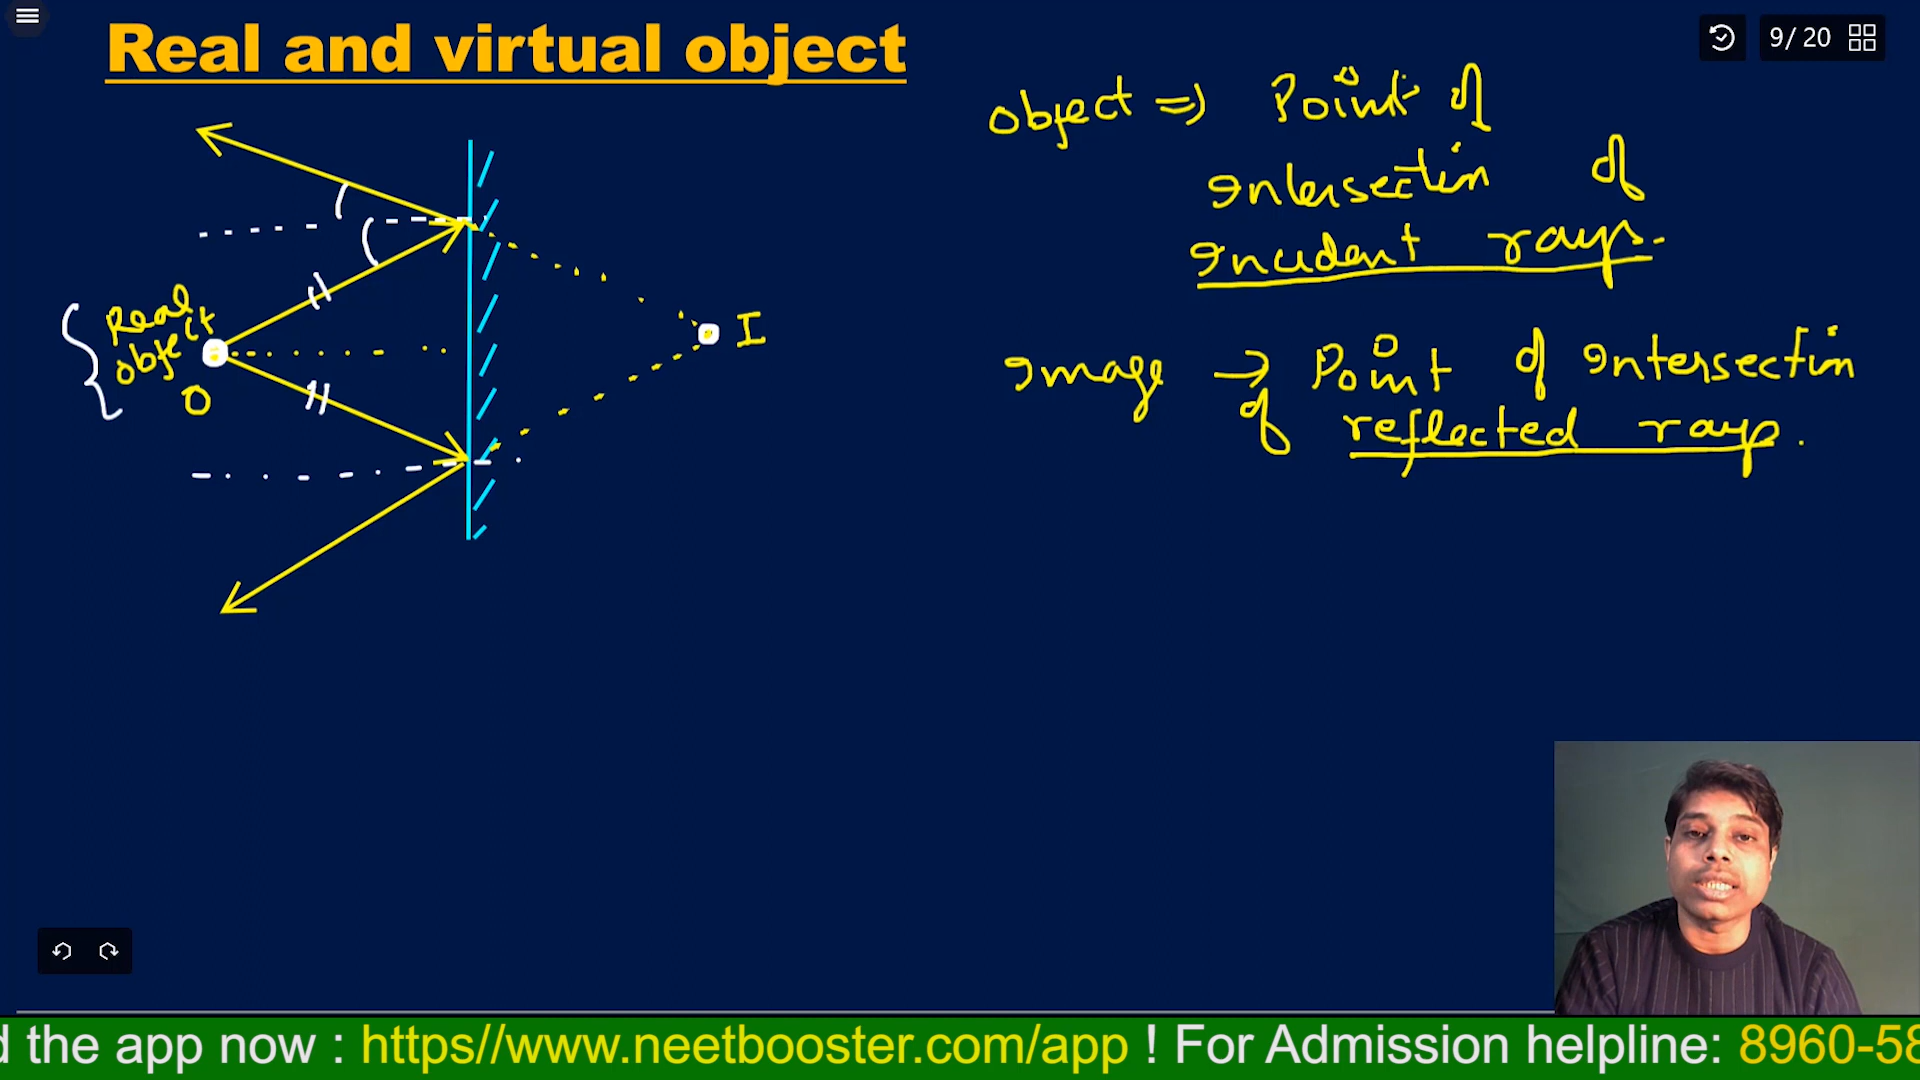 Real and virtual object
9/ 20
object => Point of
Intersection of
Incident rays.
Real
object
O
I
Image → Point of Intersection
of reflected rays.
d the app now : https//www.neetbooster.com/app ! For Admission helpline: 8960-58